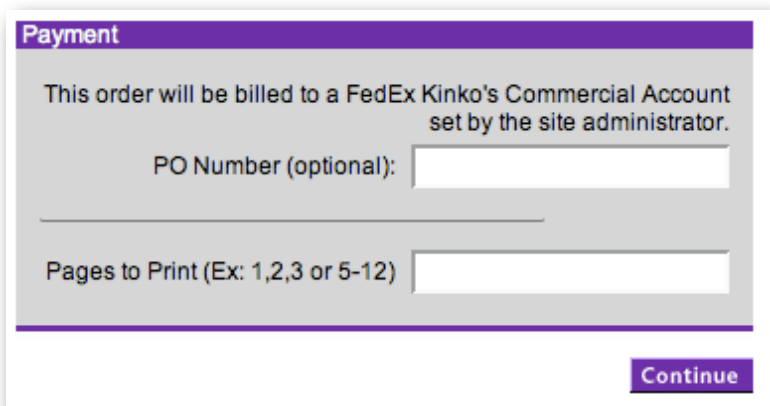 Payment
This order will be billed to a FedEx Kinko's Commercial Account
set by the site administrator.
PO Number (optional):
Pages to Print (Ex: 1,2,3 or 5-12)
Continue